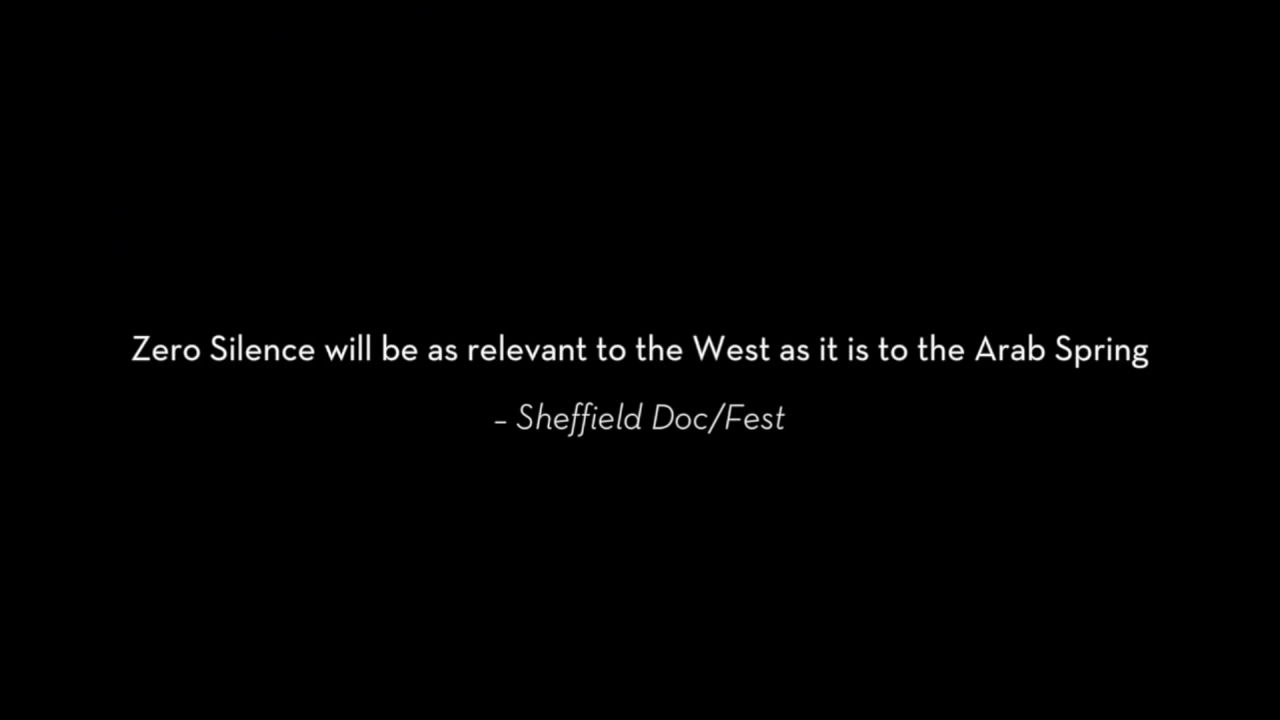 Zero Silence will be as relevant to the West as it is to the Arab Spring
– Sheffield Doc/Fest